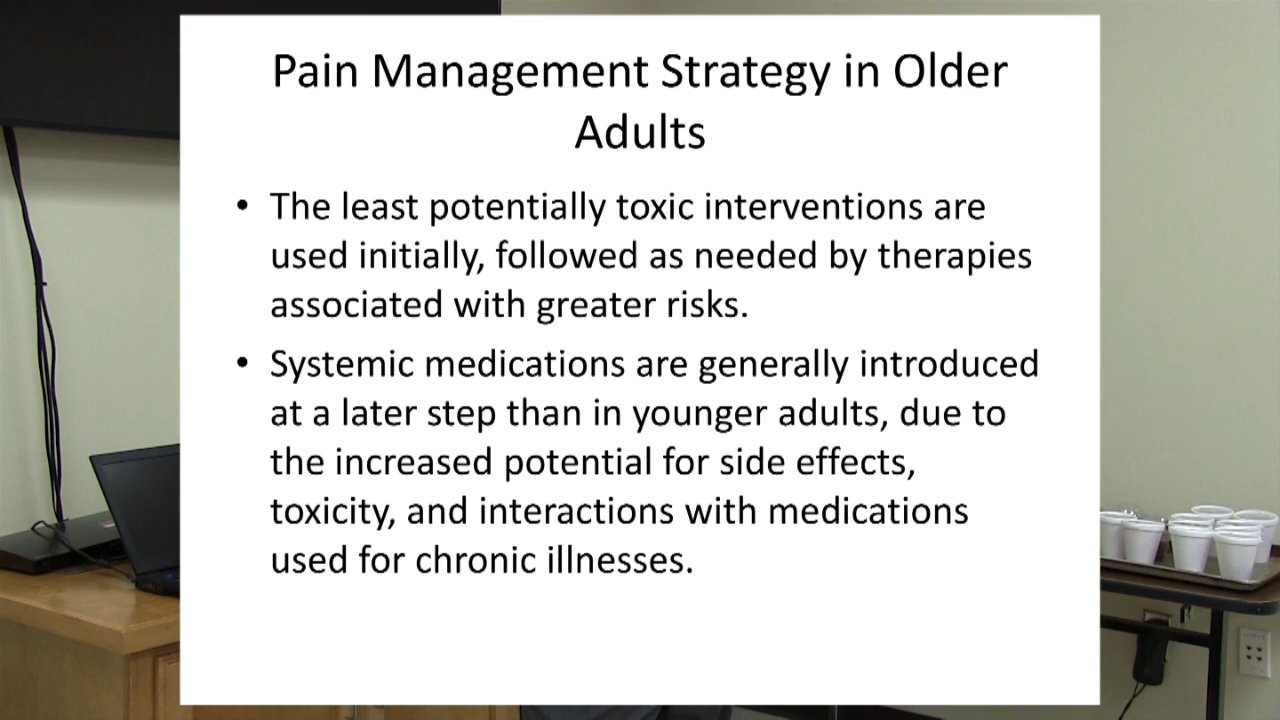 Pain Management Strategy in Older
Adults
• The least potentially toxic interventions are
used initially, followed as needed by therapies
associated with greater risks.
• Systemic medications are generally introduced
at a later step than in younger adults, due to
the increased potential for side effects,
toxicity, and interactions with medications
used for chronic illnesses.